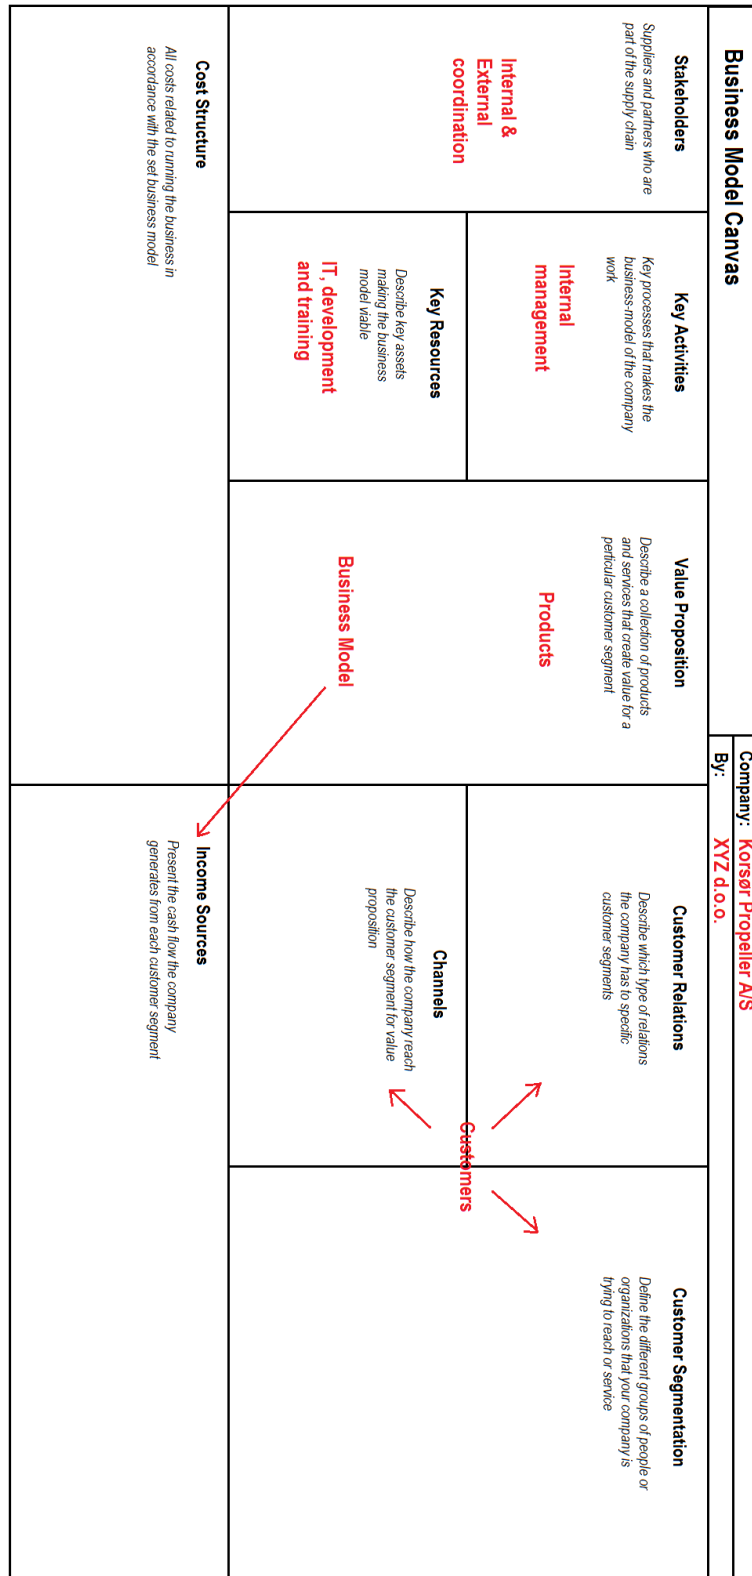 Business Model Canvas
Company: Korsør Propeller A/S
By: XYZ d.o.o.
Stakeholders
Suppliers and partners who are
part of the supply chain
Internal &
External
coordination
Key Activities
Key processes that makes the
business-model of the company
work
Internal
management
Key Resources
Describe key assets
making the business
model viable
IT, development
and training
Value Proposition
Describe a collection of products
and services that create value for a
perticular customer segment
Products
Business Model
Customer Relations
Describe which type of relations
the company has to specific
customer segments
Channels
Describe how the company reach
the customer segment for value
proposition
Customers
Customer Segmentation
Define the different groups of people or
organizations that your company is
trying to reach or service
Cost Structure
All costs related to running the business in
accordance with the set business model
Income Sources
Present the cash flow the company
generates from each customer segment